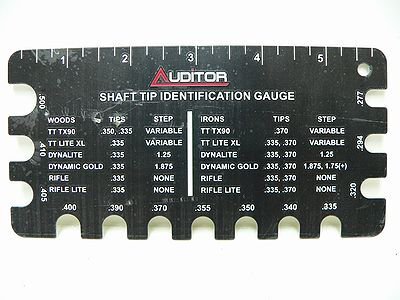 1 2 3 4 5
AUDITOR
SHAFT TIP IDENTIFICATION GAUGE
.500 .277
WOODS TIPS STEP IRONS TIPS STEP
TT TX90 .350, .335 VARIABLE TT TX90 .370 VARIABLE
TT LITE XL .335 VARIABLE TT LITE XL .335, .370 VARIABLE
.410 .294
DYNALITE .335 1.25 DYNALITE .335, .370 1.25
DYNAMIC GOLD .335 1.875 DYNAMIC GOLD .335, .370 1.875, 1.75(+)
RIFLE .335 NONE RIFLE .335, .370 NONE
RIFLE LITE .335 NONE RIFLE LITE .335, .370 NONE
.405 .320
.400 .390 .370 .355 .350 .340 .335